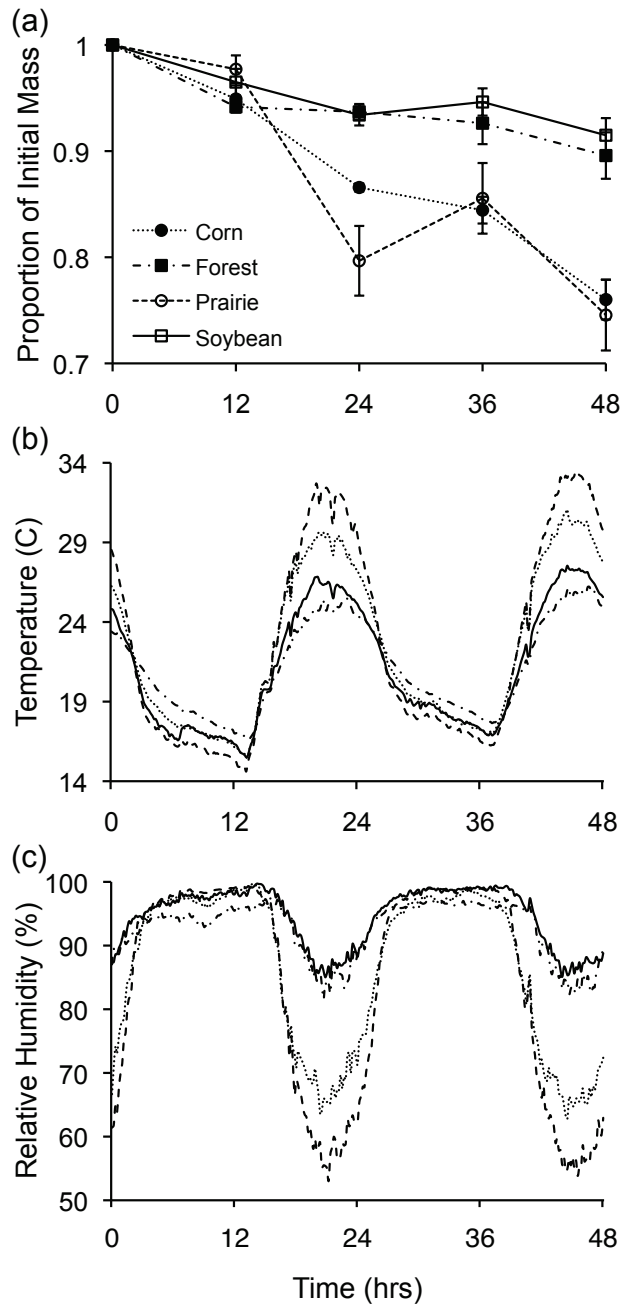 (a)
Proportion of Initial Mass
1
0.9
0.8
0.7
Corn
Forest
Prairie
Soybean
0 12 24 36 48
(b)
Temperature (C)
34
29
24
19
14
0 12 24 36 48
(c)
Relative Humidity (%)
100
90
80
70
60
50
0 12 24 36 48
Time (hrs)